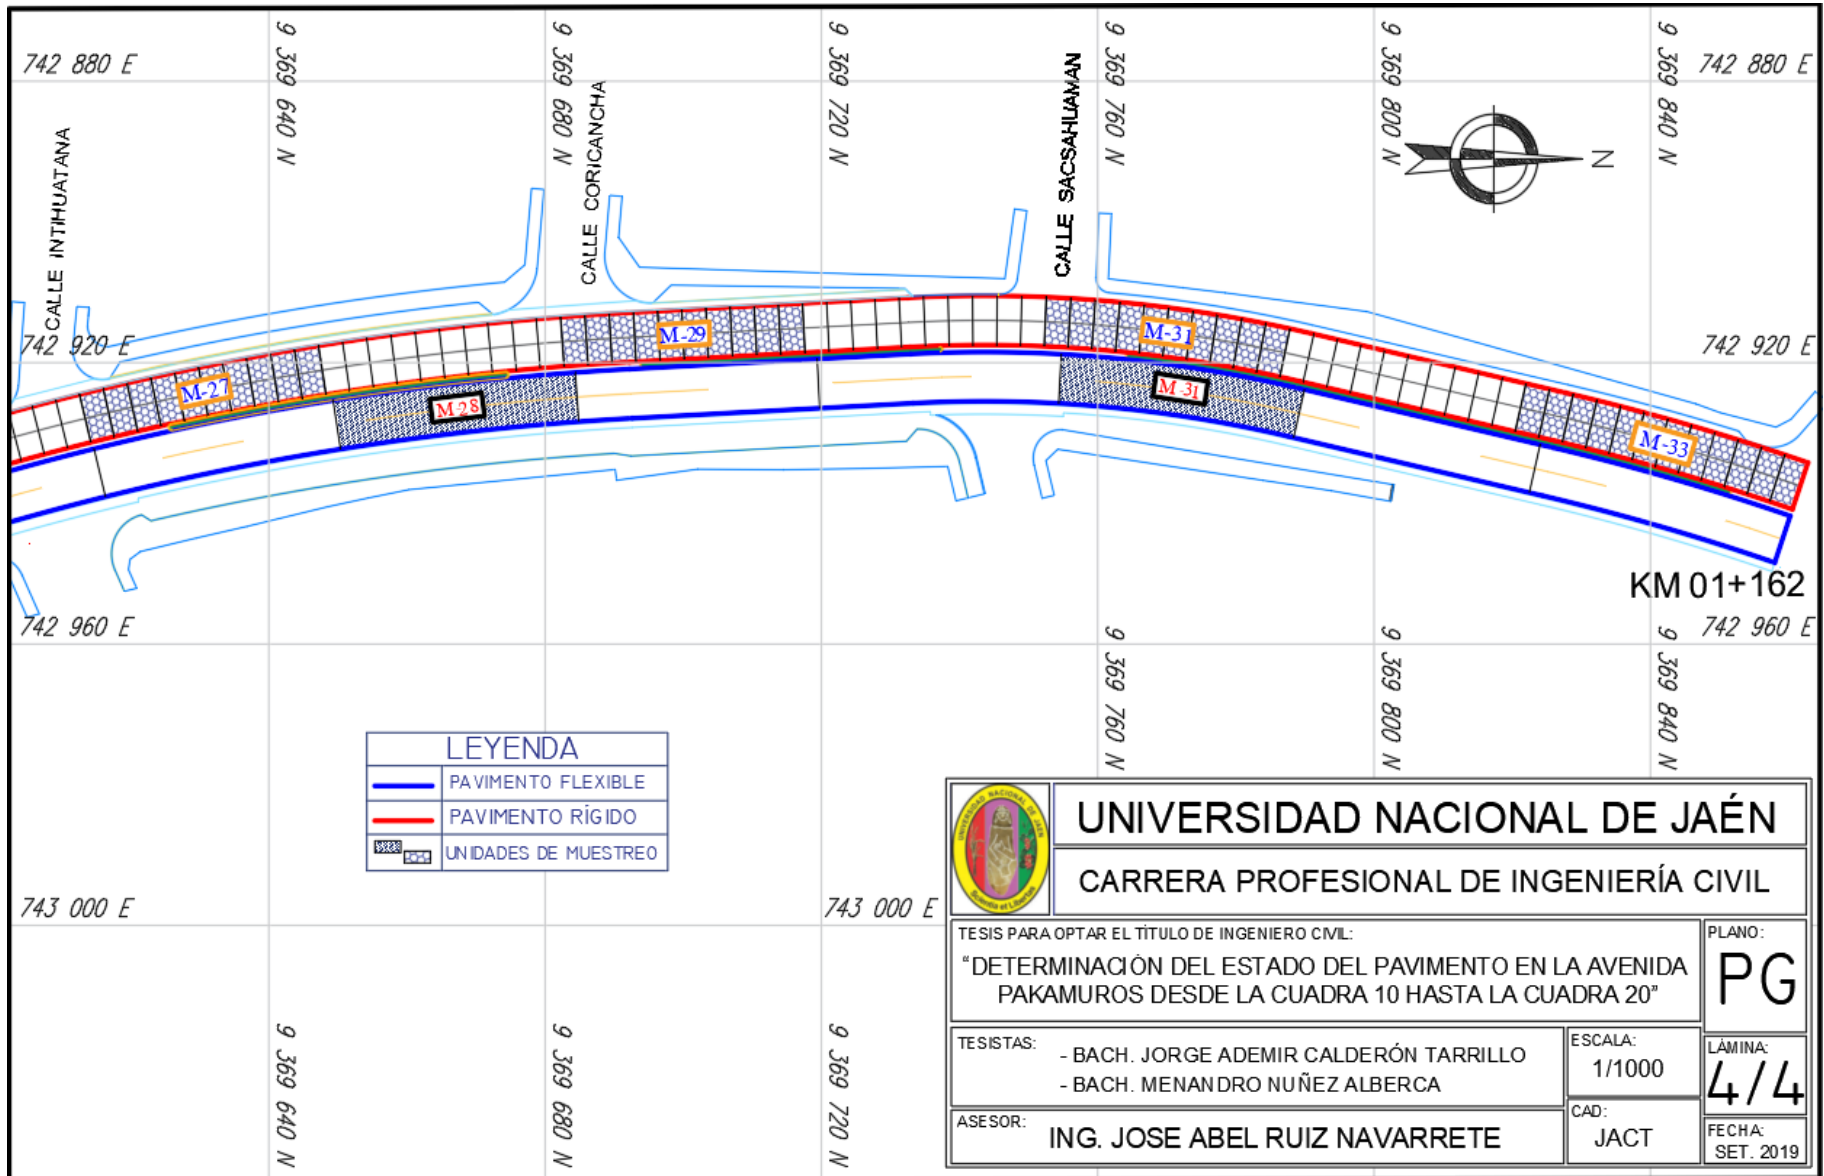 742 880 E
9 369 640 N
9 369 680 N
9 369 720 N
9 369 760 N
9 369 800 N
9 369 840 N
742 880 E
CALLE INTIHUATANA
CALLE CORICANCHA
CALLE SACSAHUAMAN
N
742 920 E
742 920 E
M-27
M-29
M-31
M-33
M-28
M-31
KM 01+162
742 960 E
742 960 E
9 369 760 N
9 369 800 N
9 369 840 N
LEYENDA
PAVIMENTO FLEXIBLE
PAVIMENTO RÍGIDO
UNIDADES DE MUESTREO
743 000 E
743 000 E
9 369 640 N
9 369 680 N
9 369 720 N
UNIVERSIDAD NACIONAL DE JAÉN
Scientia et Libertas
UNIVERSIDAD NACIONAL DE JAÉN
CARRERA PROFESIONAL DE INGENIERÍA CIVIL
TESIS PARA OPTAR EL TÍTULO DE INGENIERO CIVIL:
"DETERMINACIÓN DEL ESTADO DEL PAVIMENTO EN LA AVENIDA
PAKAMUROS DESDE LA CUADRA 10 HASTA LA CUADRA 20"
PLANO:
PG
TESISTAS:
- BACH. JORGE ADEMIR CALDERÓN TARRILLO
- BACH. MENANDRO NUÑEZ ALBERCA
ESCALA:
1/1000
LÁMINA:
4/4
ASESOR:
ING. JOSE ABEL RUIZ NAVARRETE
CAD:
JACT
FECHA:
SET. 2019